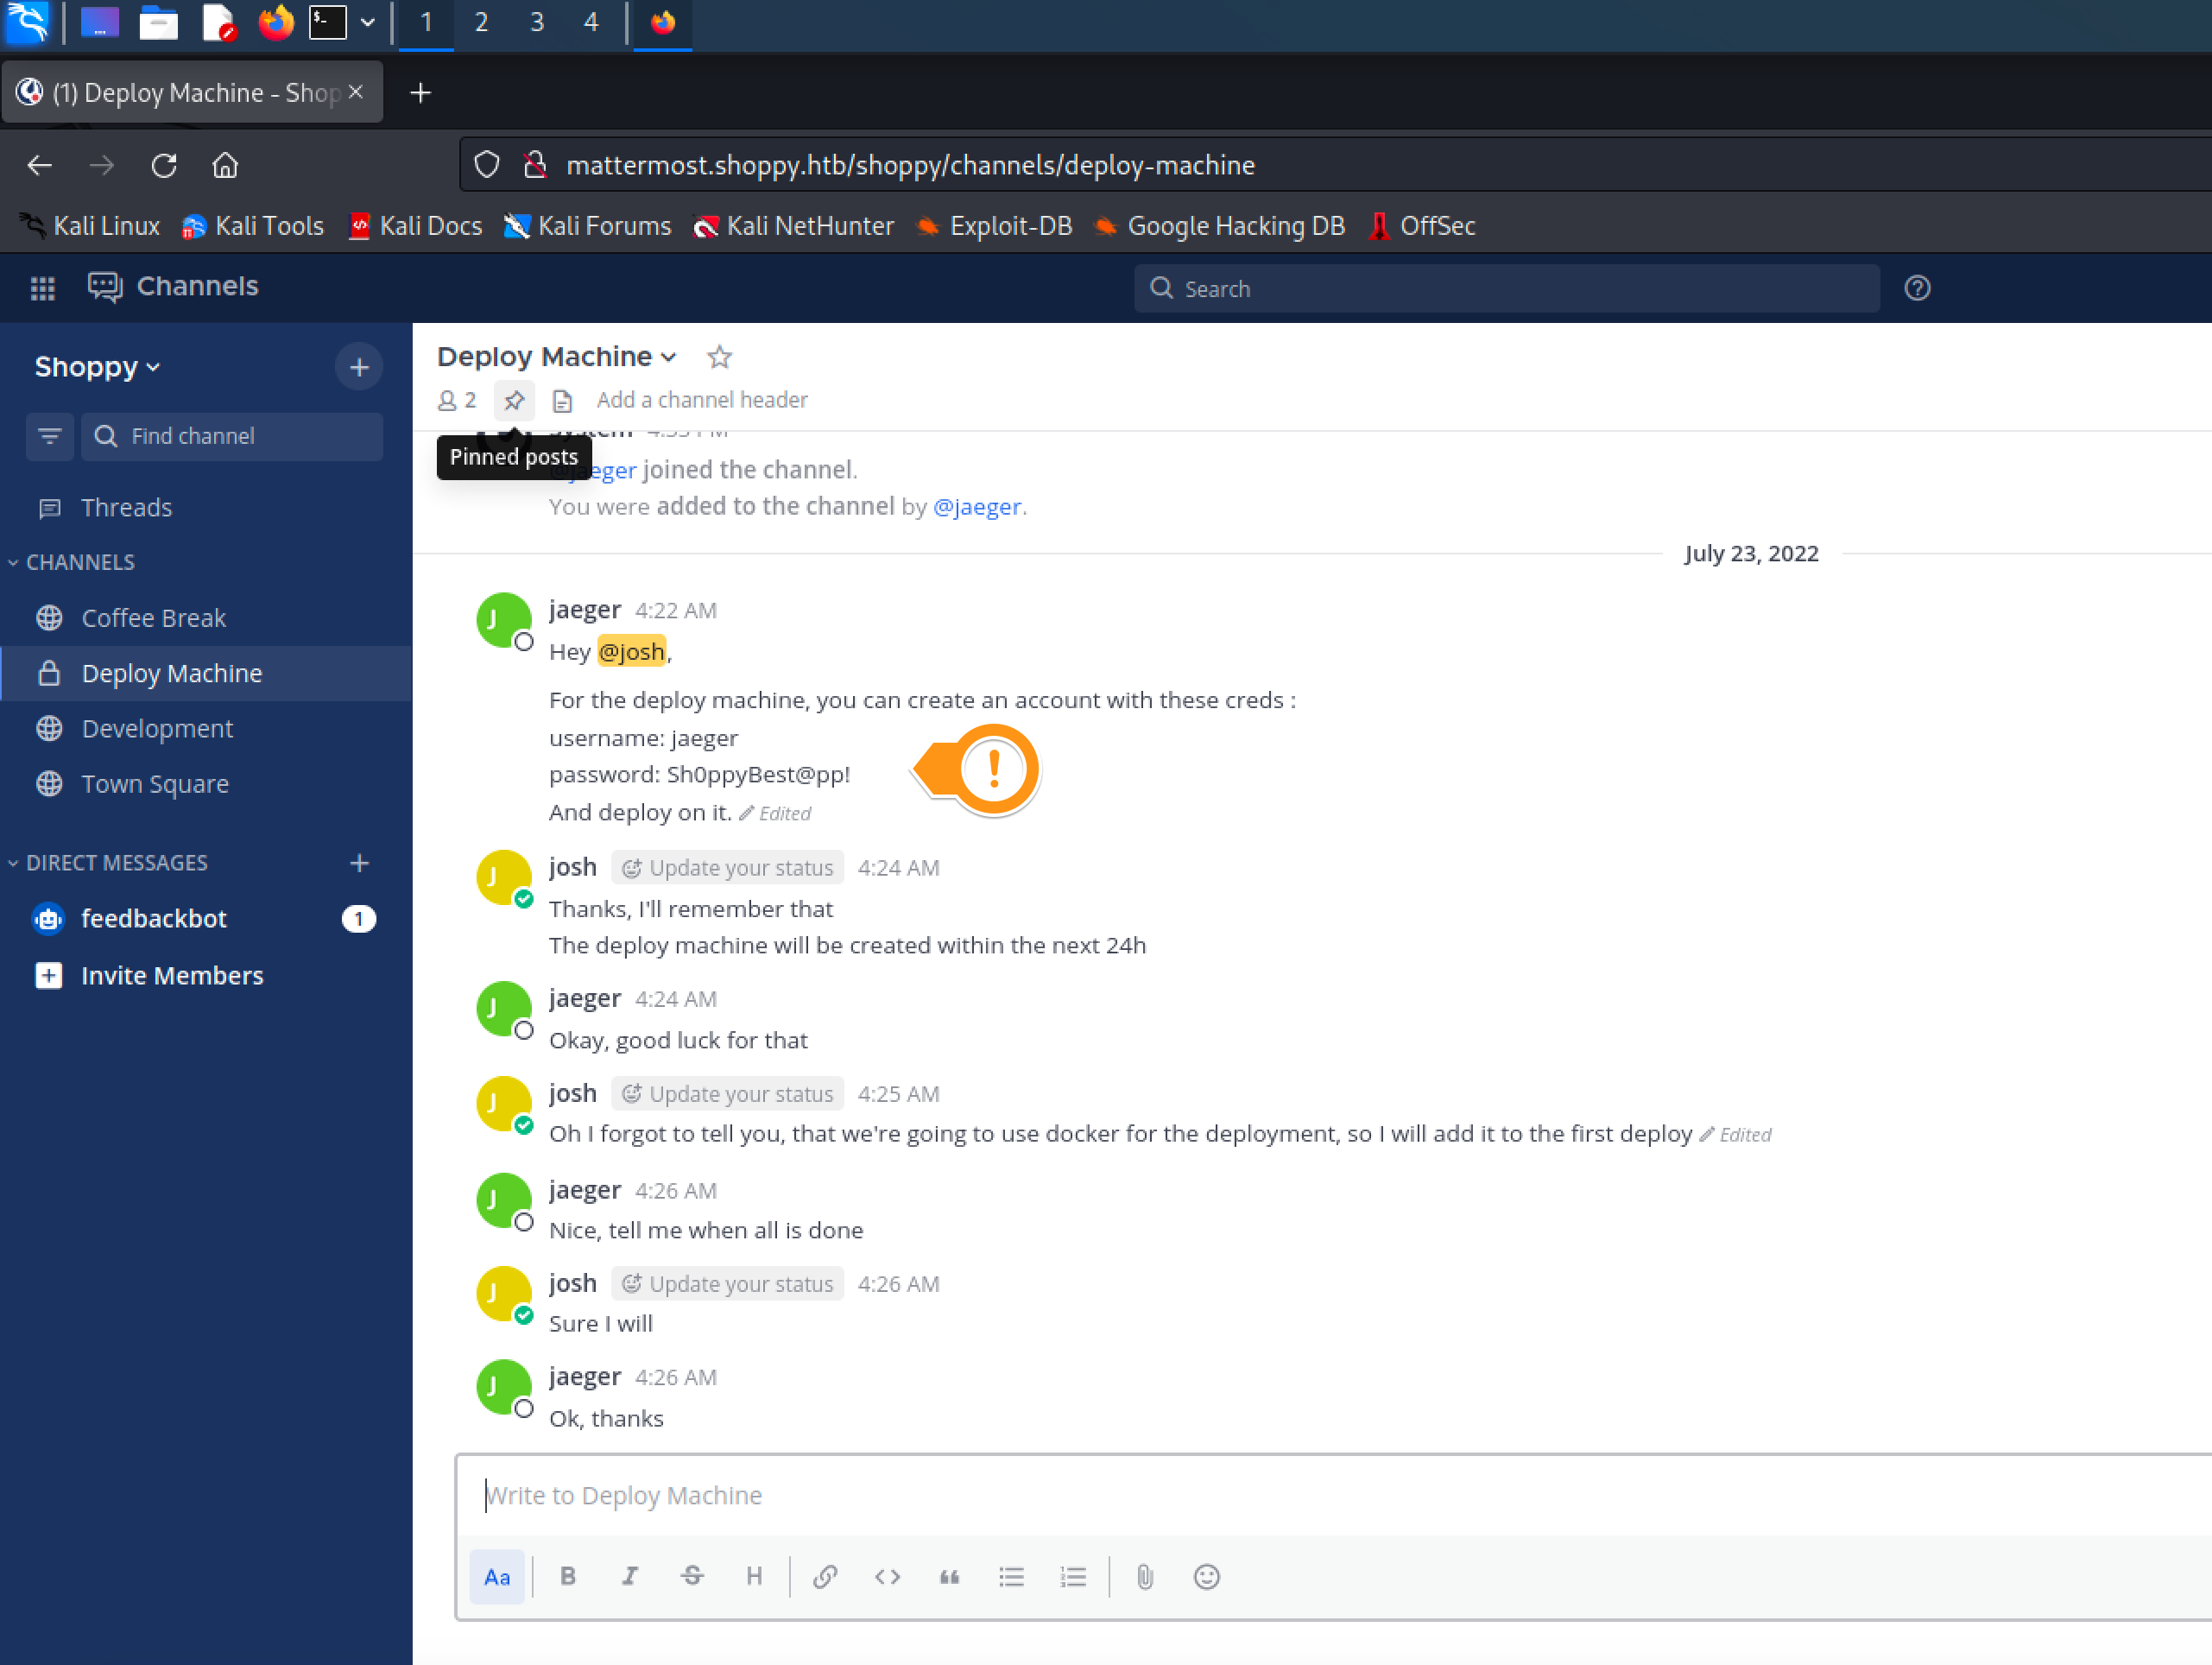 1 2 3 4
(1) Deploy Machine - Shop
mattermost.shoppy.htb/shoppy/channels/deploy-machine
Kali Linux Kali Tools Kali Docs Kali Forums Kali NetHunter Exploit-DB Google Hacking DB OffSec
Channels
Search
Shoppy
Find channel
Threads
CHANNELS
Coffee Break
Deploy Machine
Development
Town Square
DIRECT MESSAGES
feedbackbot 1
Invite Members
Deploy Machine
2 Add a channel header
Pinned posts
@jaeger joined the channel.
You were added to the channel by @jaeger.
July 23, 2022
J
jaeger 4:22 AM
Hey @josh,
For the deploy machine, you can create an account with these creds :
username: jaeger
password: Sh0ppyBest@pp!
And deploy on it. Edited
!
J
josh Update your status 4:24 AM
Thanks, I'll remember that
The deploy machine will be created within the next 24h
J
jaeger 4:24 AM
Okay, good luck for that
J
josh Update your status 4:25 AM
Oh I forgot to tell you, that we're going to use docker for the deployment, so I will add it to the first deploy Edited
J
jaeger 4:26 AM
Nice, tell me when all is done
J
josh Update your status 4:26 AM
Sure I will
J
jaeger 4:26 AM
Ok, thanks
Write to Deploy Machine
Aa B I S H